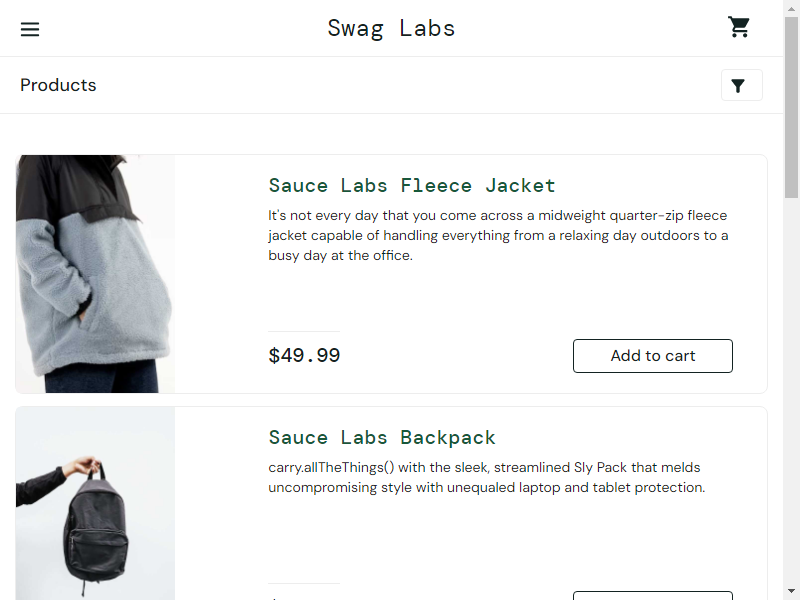 Swag Labs
Products
Sauce Labs Fleece Jacket
It's not every day that you come across a midweight quarter-zip fleece
jacket capable of handling everything from a relaxing day outdoors to a
busy day at the office.
$49.99
Add to cart
Sauce Labs Backpack
carry.allTheThings() with the sleek, streamlined Sly Pack that melds
uncompromising style with unequaled laptop and tablet protection.